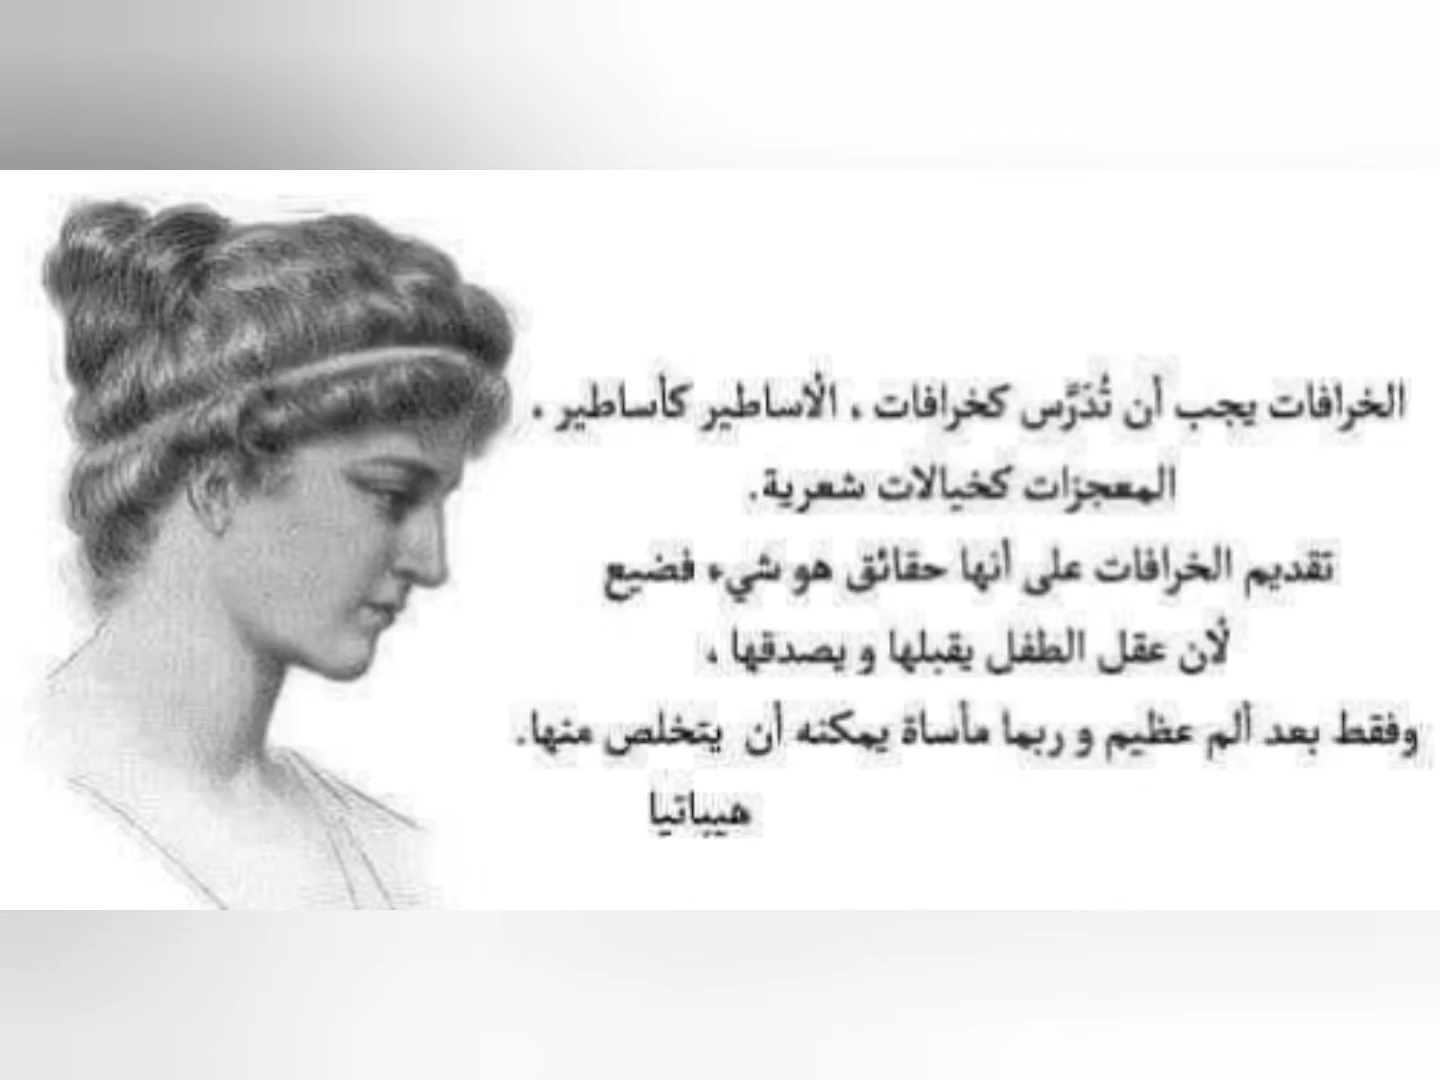 الخرافات يجب أن تُدَرَّس كخرافات ، الأساطير كأساطير ،
المعجزات كخيالات شعرية.
تقديم الخرافات على أنها حقائق هو شيء فضيع
لأن عقل الطفل يقبلها و يصدقها ،
وفقط بعد ألم عظيم و ربما مأساة يمكنه أن يتخلص منها.
هيباتيا